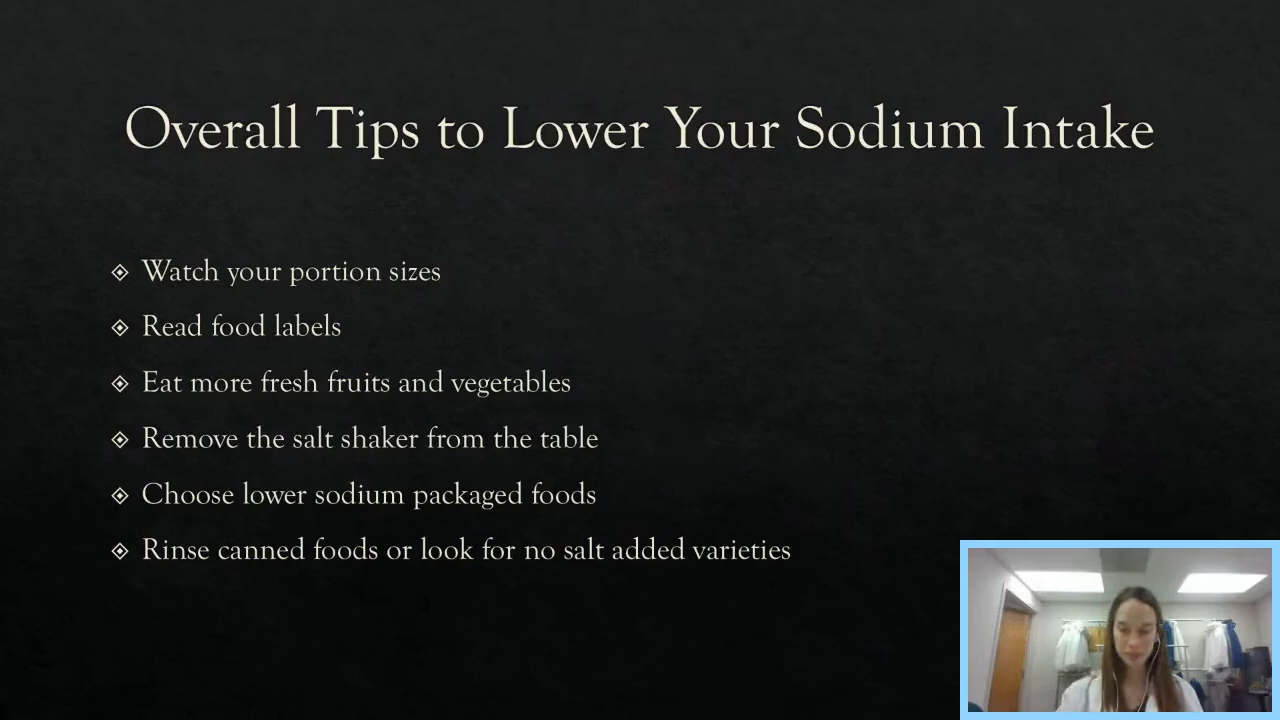 Overall Tips to Lower Your Sodium Intake
Watch your portion sizes
Read food labels
Eat more fresh fruits and vegetables
Remove the salt shaker from the table
Choose lower sodium packaged foods
Rinse canned foods or look for no salt added varieties